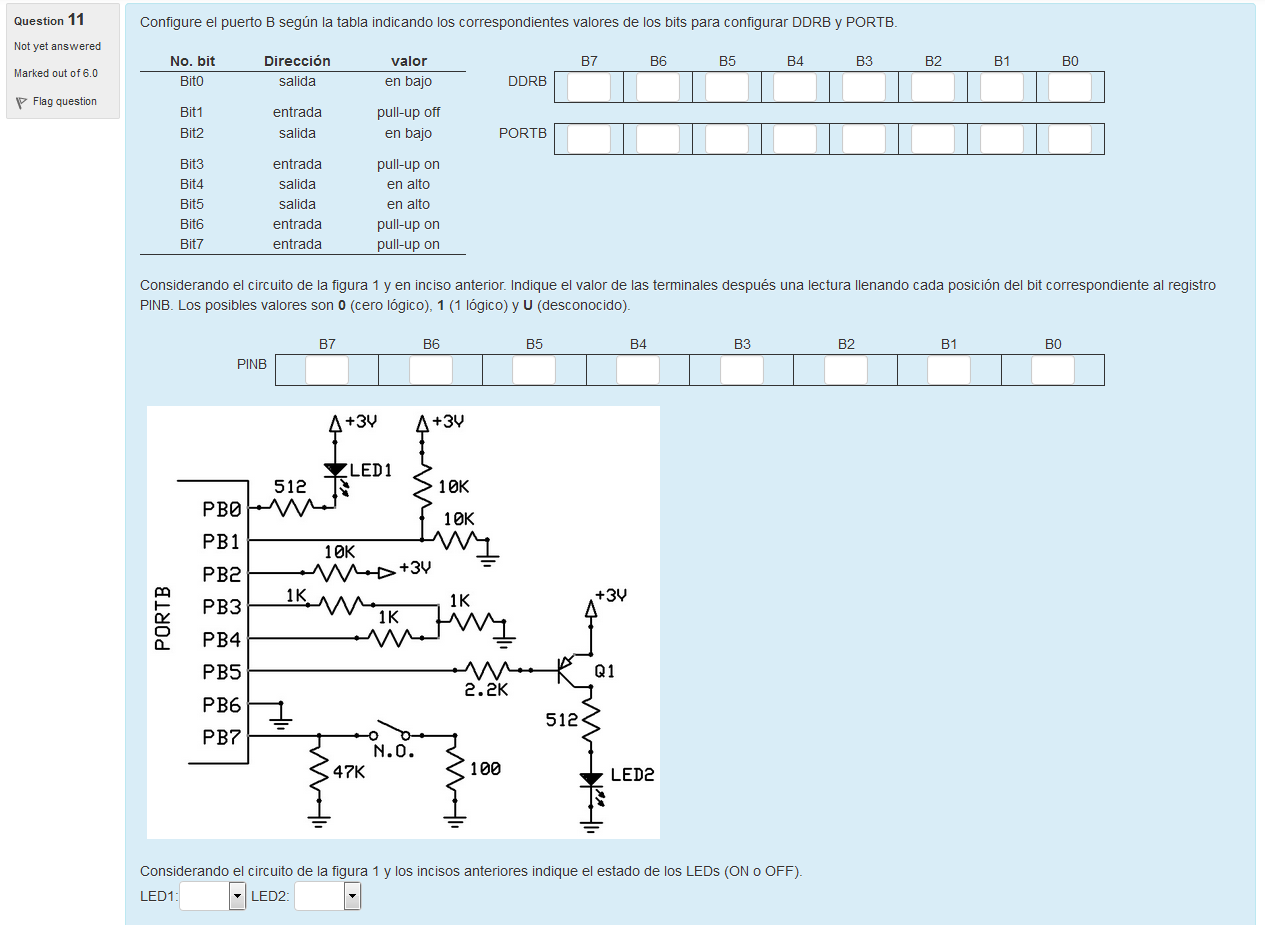 Question 11
Not yet answered
Marked out of 6.0
Flag question
Configure el puerto B según la tabla indicando los correspondientes valores de los bits para configurar DDRB y PORTB.
No. bit Dirección valor
Bit0 salida en bajo
Bit1 entrada pull-up off
Bit2 salida en bajo
Bit3 entrada pull-up on
Bit4 salida en alto
Bit5 salida en alto
Bit6 entrada pull-up on
Bit7 entrada pull-up on
B7 B6 B5 B4 B3 B2 B1 B0
DDRB
PORTB
Considerando el circuito de la figura 1 y en inciso anterior. Indique el valor de las terminales después una lectura llenando cada posición del bit correspondiente al registro
PINB. Los posibles valores son 0 (cero lógico), 1 (1 lógico) y U (desconocido).
B7 B6 B5 B4 B3 B2 B1 B0
PINB
+3V +3V
LED1
512 10K
PB0
10K
PB1
10K
PB2 +3V
1K 1K +3V
PB3
1K
PB4
PORTB
PB5 Q1
2.2K
PB6
512
PB7
N.O.
47K 100 LED2
Considerando el circuito de la figura 1 y los incisos anteriores indique el estado de los LEDs (ON o OFF).
LED1: LED2: